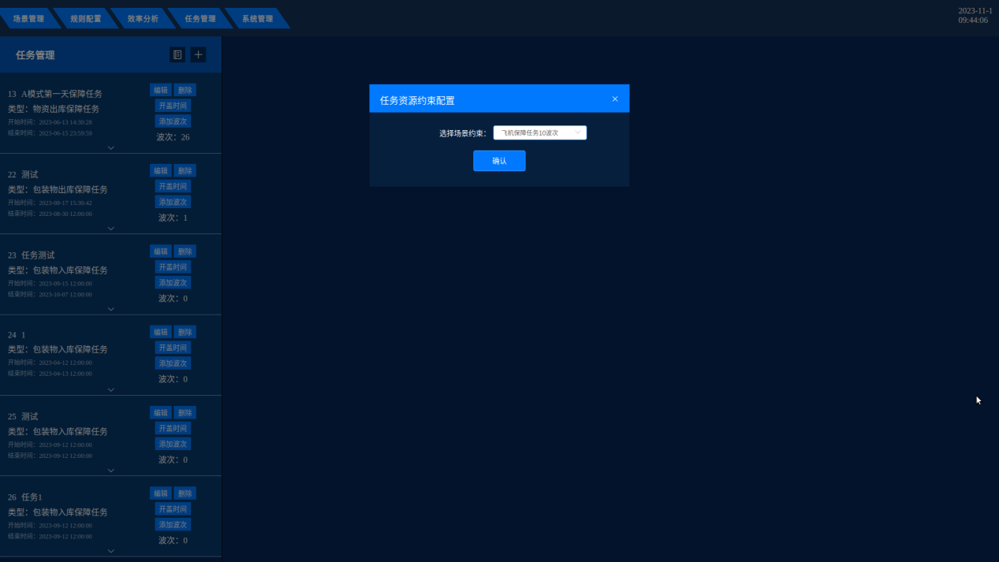 场景管理
规则配置
效率分析
任务管理
系统管理
2023-11-1
09:44:06
任务管理
13 A模式第一天保障任务
类型：物资出库保障任务
开始时间：2023-06-13 14:30:28
结束时间：2023-06-15 23:59:59
编辑 删除
开盖时间
添加波次
波次：26
22 测试
类型：包装物出库保障任务
开始时间：2023-08-17 15:30:42
结束时间：2023-08-30 12:00:00
编辑 删除
开盖时间
添加波次
波次：1
23 任务测试
类型：包装物入库保障任务
开始时间：2023-09-15 12:00:00
结束时间：2023-10-07 12:00:00
编辑 删除
开盖时间
添加波次
波次：0
24 1
类型：包装物入库保障任务
开始时间：2023-04-12 12:00:00
结束时间：2023-04-13 12:00:00
编辑 删除
开盖时间
添加波次
波次：0
25 测试
类型：包装物入库保障任务
开始时间：2023-09-12 12:00:00
结束时间：2023-09-12 12:00:00
编辑 删除
开盖时间
添加波次
波次：0
26 任务1
类型：包装物入库保障任务
开始时间：2023-09-12 12:00:00
结束时间：2023-09-12 12:00:00
编辑 删除
开盖时间
添加波次
波次：0
任务资源约束配置
选择场景约束： 飞机保障任务10波次
确认